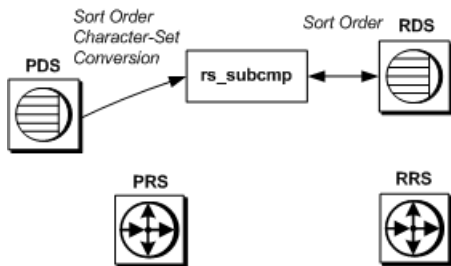 Sort Order
Character-Set
Conversion
Sort Order
RDS
PDS
rs_subcmp
PRS
RRS